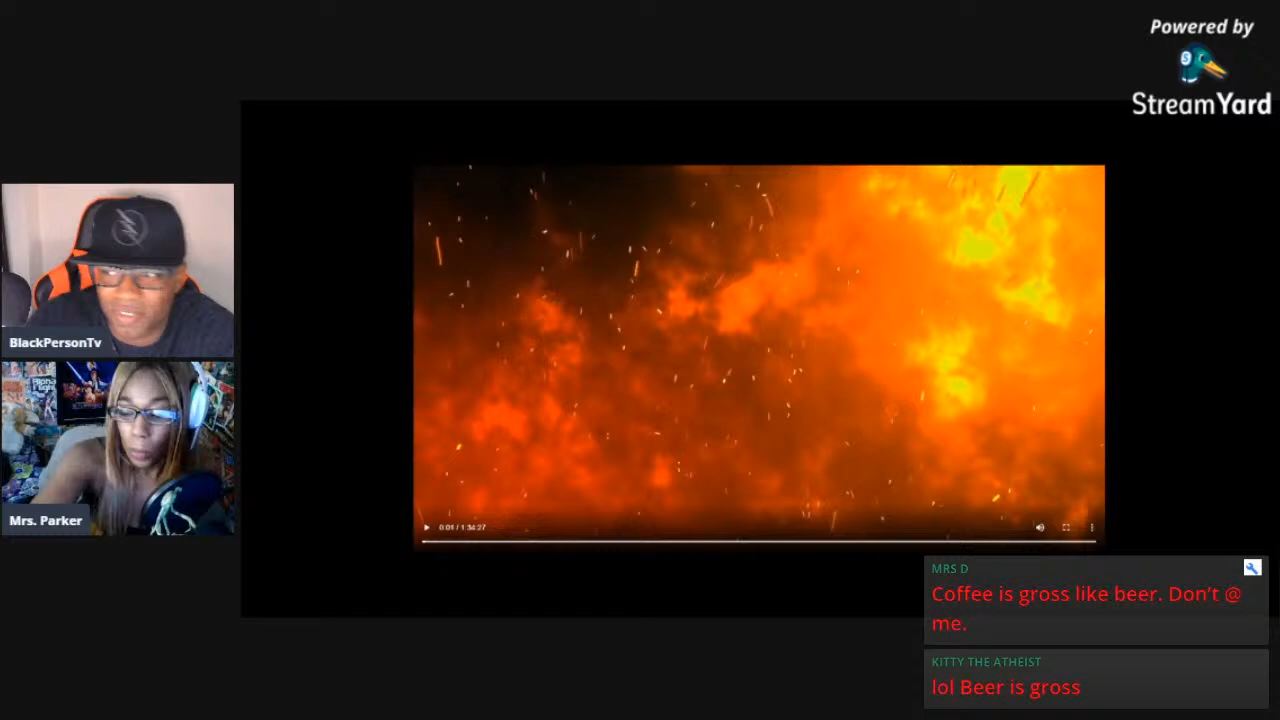 Powered by
StreamYard
BlackPersonTv
Mrs. Parker
0:01 / 1:34:27
MRS D
Coffee is gross like beer. Don't @
me.
KITTY THE ATHEIST
lol Beer is gross